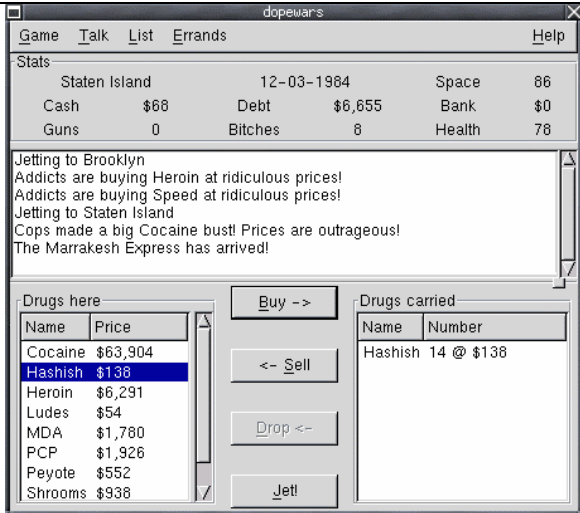 dopewars
Game Talk List Errands Help
Stats
Staten Island 12-03-1984 Space 86
Cash $68 Debt $6,655 Bank $0
Guns 0 Bitches 8 Health 78
Jetting to Brooklyn
Addicts are buying Heroin at ridiculous prices!
Addicts are buying Speed at ridiculous prices!
Jetting to Staten Island
Cops made a big Cocaine bust! Prices are outrageous!
The Marrakesh Express has arrived!
Drugs here
Name Price
Cocaine $63,904
Hashish $138
Heroin $6,291
Ludes $54
MDA $1,780
PCP $1,926
Peyote $552
Shrooms $938
Buy ->
<- Sell
Drop <-
Jet!
Drugs carried
Name Number
Hashish 14 @ $138